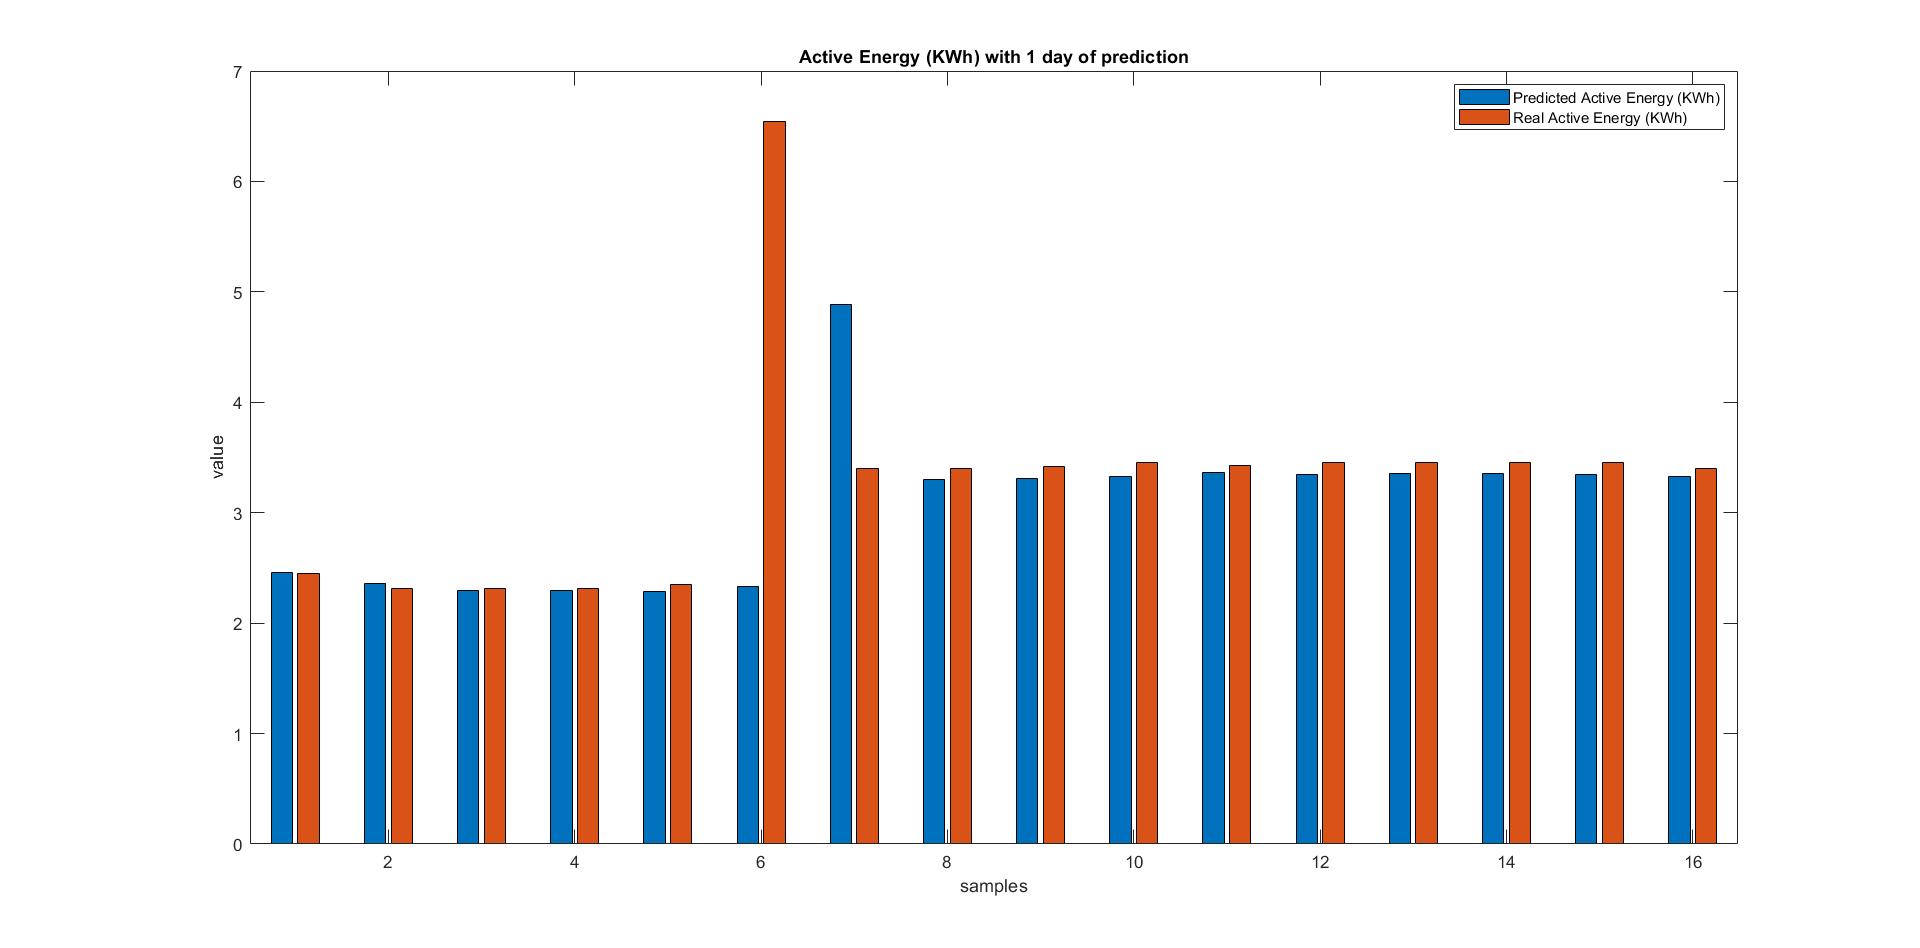 Active Energy (KWh) with 1 day of prediction
Predicted Active Energy (KWh)
Real Active Energy (KWh)
7
6
5
4
3
2
1
0
value
2 4 6 8 10 12 14 16
samples